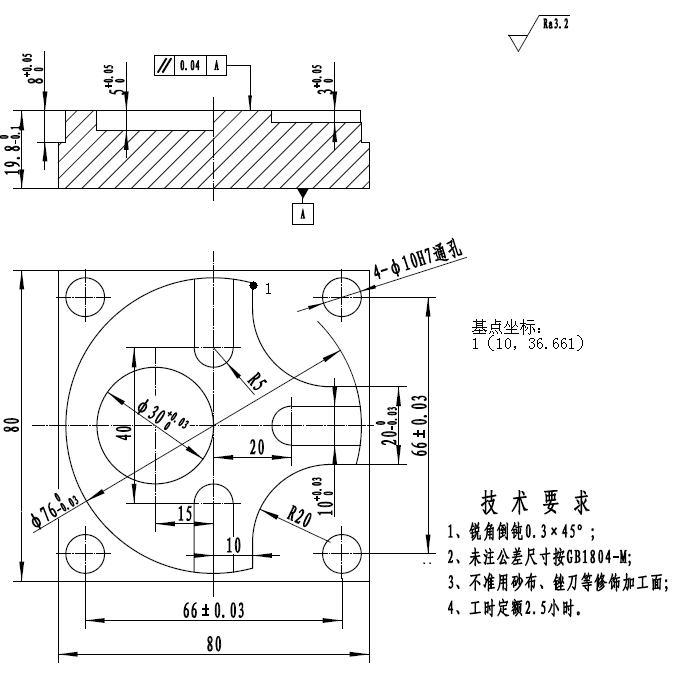 Ra3.2
8 +0.05 0
5 +0.05 0
// 0.04 A
3 +0.05 0
19.8 0 -0.1
A
4-φ10H7通孔
1
基点坐标:
1（10, 36.661）
R5
φ30 +0.03 0
80
40
20
20 0 -0.03
66±0.03
φ76 0 -0.03
15
10 +0.03 0
10
R20
66±0.03
80
技术要求
1、锐角倒钝0.3×45°;
2、未注公差尺寸按GB1804-M;
3、不准用砂布、锉刀等修饰加工面;
4、工时定额2.5小时.